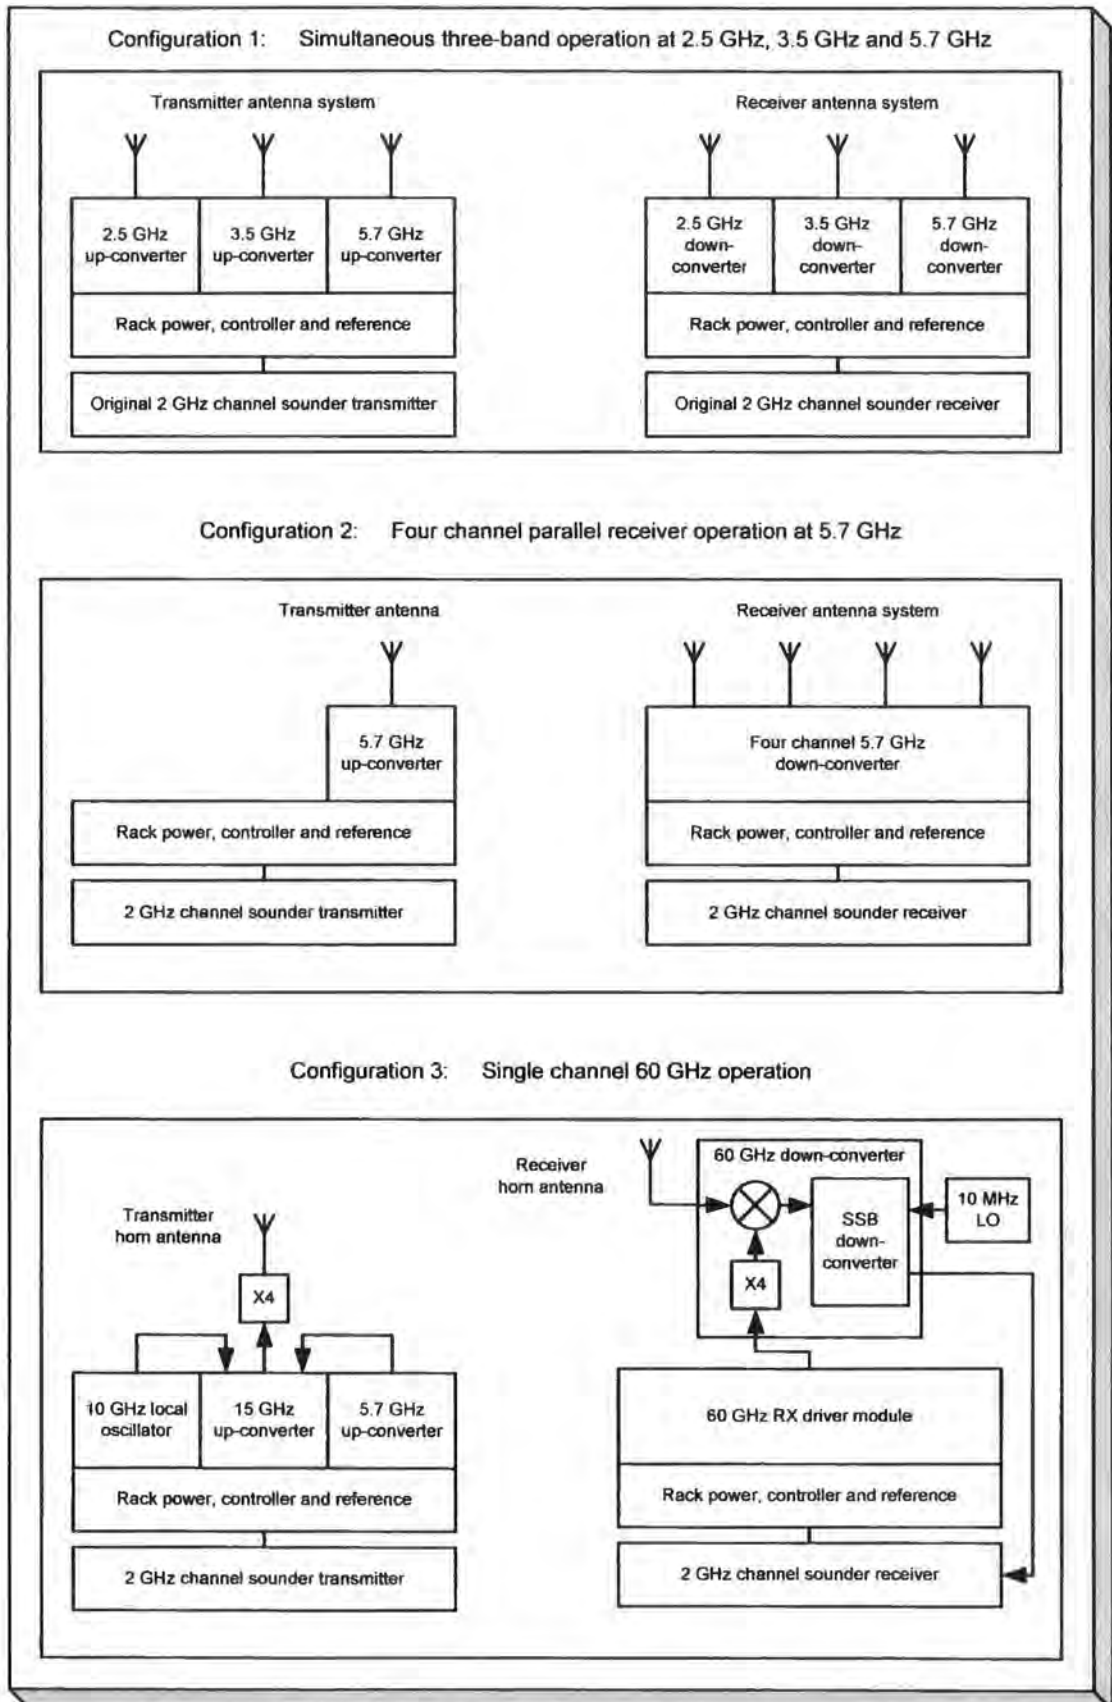 Configuration 1: Simultaneous three-band operation at 2.5 GHz, 3.5 GHz and 5.7 GHz
Transmitter antenna system
2.5 GHz
up-converter
3.5 GHz
up-converter
5.7 GHz
up-converter
Rack power, controller and reference
Original 2 GHz channel sounder transmitter
Receiver antenna system
2.5 GHz
down-
converter
3.5 GHz
down-
converter
5.7 GHz
down-
converter
Rack power, controller and reference
Original 2 GHz channel sounder receiver
Configuration 2: Four channel parallel receiver operation at 5.7 GHz
Transmitter antenna
5.7 GHz
up-converter
Rack power, controller and reference
2 GHz channel sounder transmitter
Receiver antenna system
Four channel 5.7 GHz
down-converter
Rack power, controller and reference
2 GHz channel sounder receiver
Configuration 3: Single channel 60 GHz operation
Transmitter
horn antenna
X4
10 GHz local
oscillator
15 GHz
up-converter
5.7 GHz
up-converter
Rack power, controller and reference
2 GHz channel sounder transmitter
Receiver
horn antenna
60 GHz down-converter
SSB
down-
converter
10 MHz
LO
X4
60 GHz RX driver module
Rack power, controller and reference
2 GHz channel sounder receiver